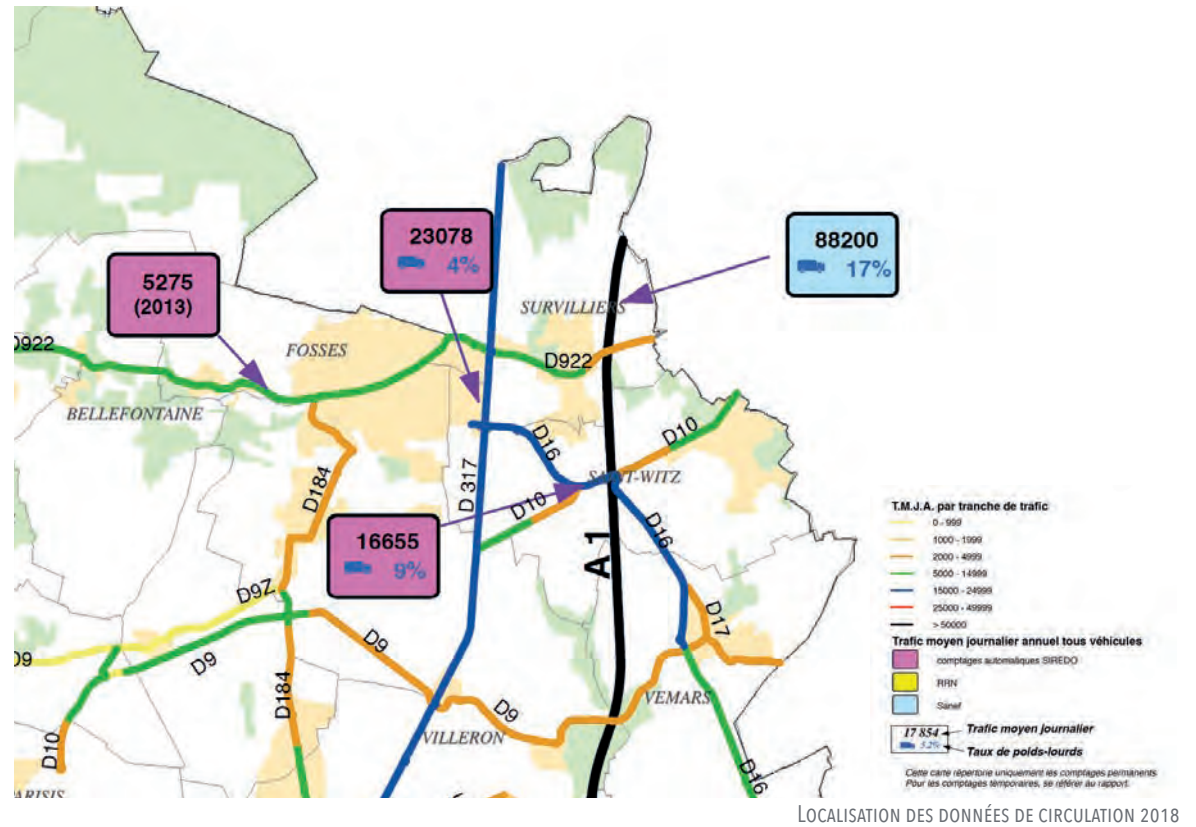 23078
4%
88200
17%
5275
(2013)
SURVILLIERS
D922
FOSSES
D922
BELLEFONTAINE
D16
D10
SAINT-WITZ
D184
D 317
D10
16655
9%
A 1
D16
D9Z
D17
D9
D9
D9
D184
D9
VEMARS
VILLERON
D10
D16
ARISIS
T.M.J.A. par tranche de trafic
0 - 999
1000 - 1999
2000 - 4999
5000 - 14999
15000 - 24999
25000 - 49999
> 50000
Trafic moyen journalier annuel tous véhicules
comptages automatiques SIREDO
RRN
Sanef
17 854 Trafic moyen journalier
5.2% Taux de poids-lourds
Cette carte répertorie uniquement les comptages permanents
Pour les comptages temporaires, se référer au rapport.
LOCALISATION DES DONNÉES DE CIRCULATION 2018